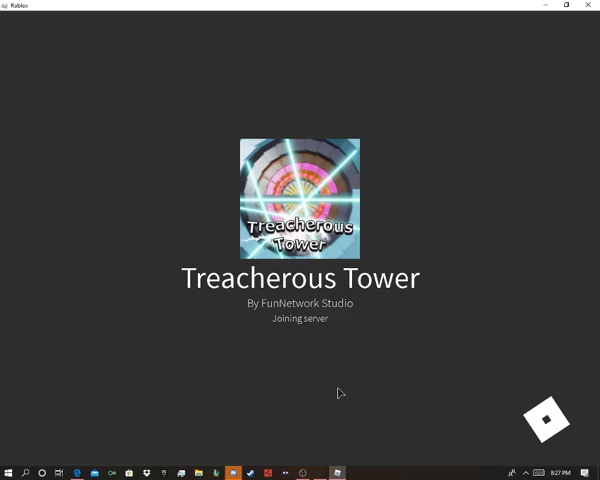 Roblox
Treacherous
Tower
Treacherous Tower
By FunNetwork Studio
Joining server
8:27 PM